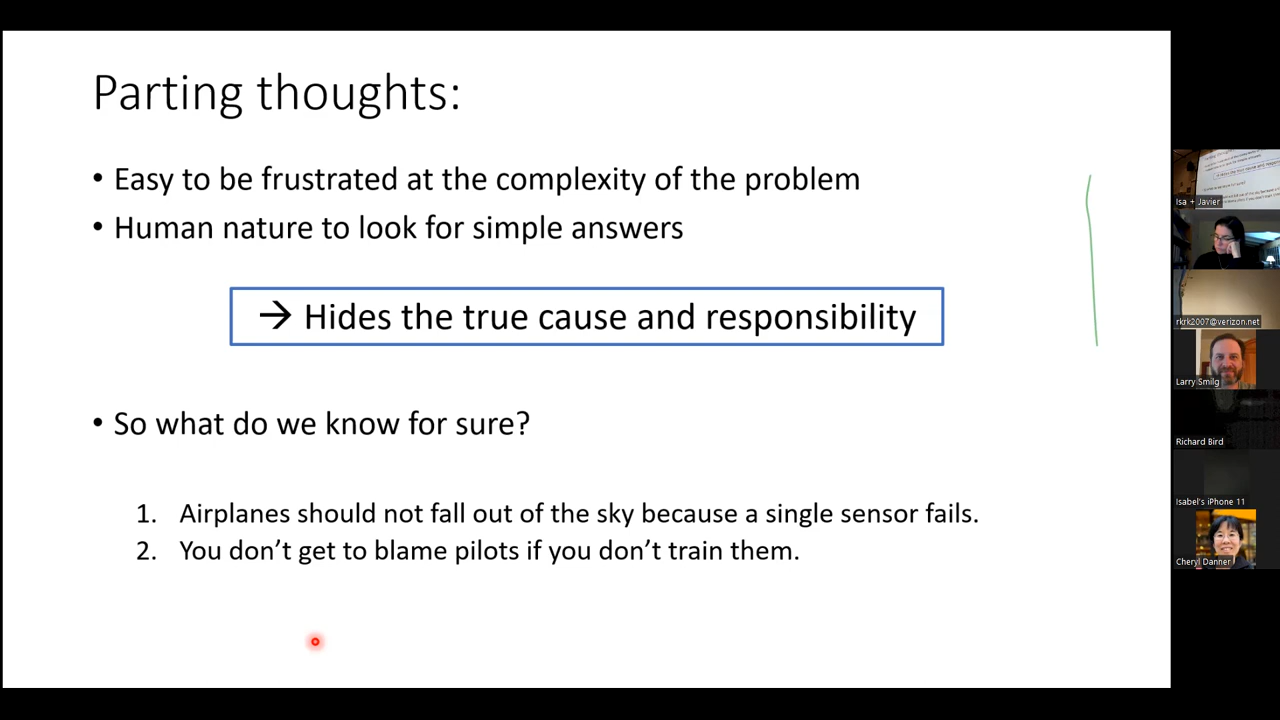 Parting thoughts:
• Easy to be frustrated at the complexity of the problem
• Human nature to look for simple answers
→ Hides the true cause and responsibility
• So what do we know for sure?
1. Airplanes should not fall out of the sky because a single sensor fails.
2. You don’t get to blame pilots if you don’t train them.
Isa + Javier
rkrk2007@verizon.net
Larry Smilg
Richard Bird
Isabel's iPhone 11
Cheryl Danner